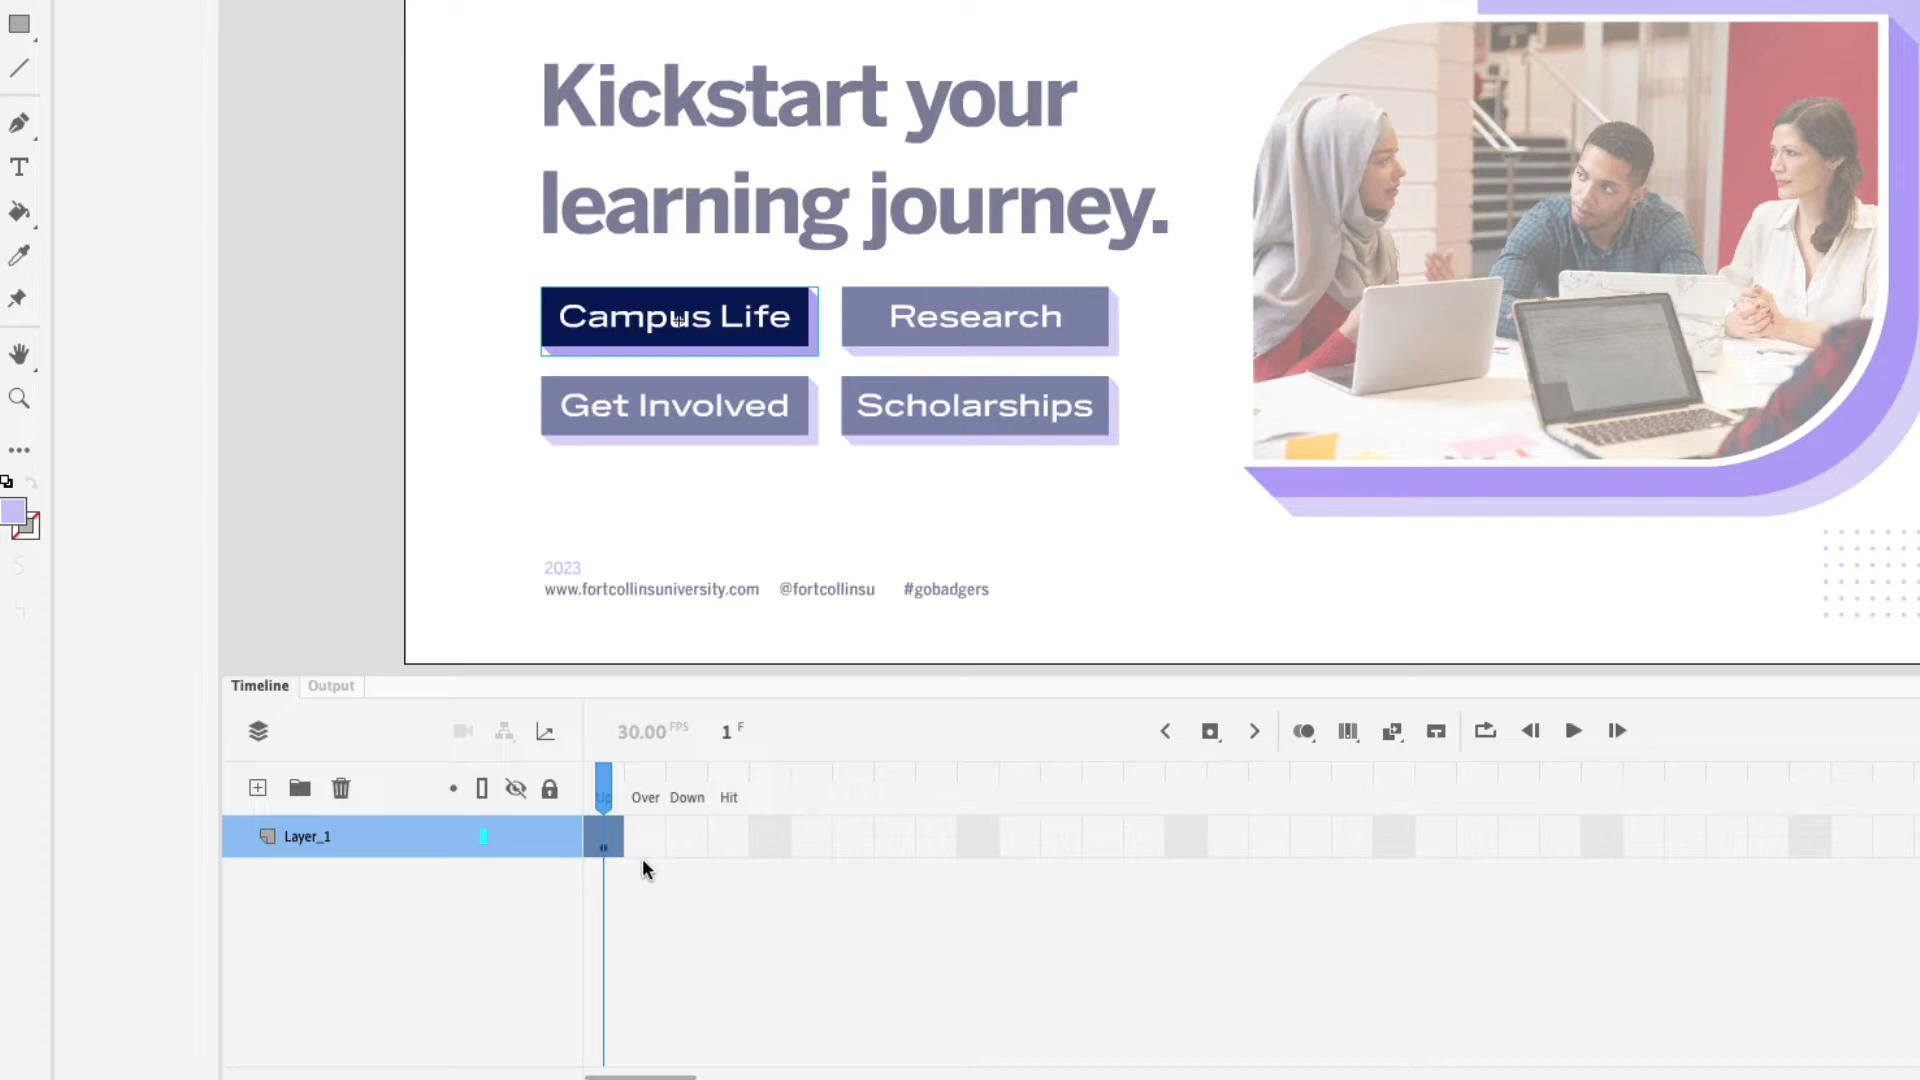 Kickstart your
learning journey.
Campus Life
Research
Get Involved
Scholarships
2023
www.fortcollinsuniversity.com @fortcollinsu #gobadgers
Timeline
Output
30.00 FPS
1 F
Up Over Down Hit
Layer_1